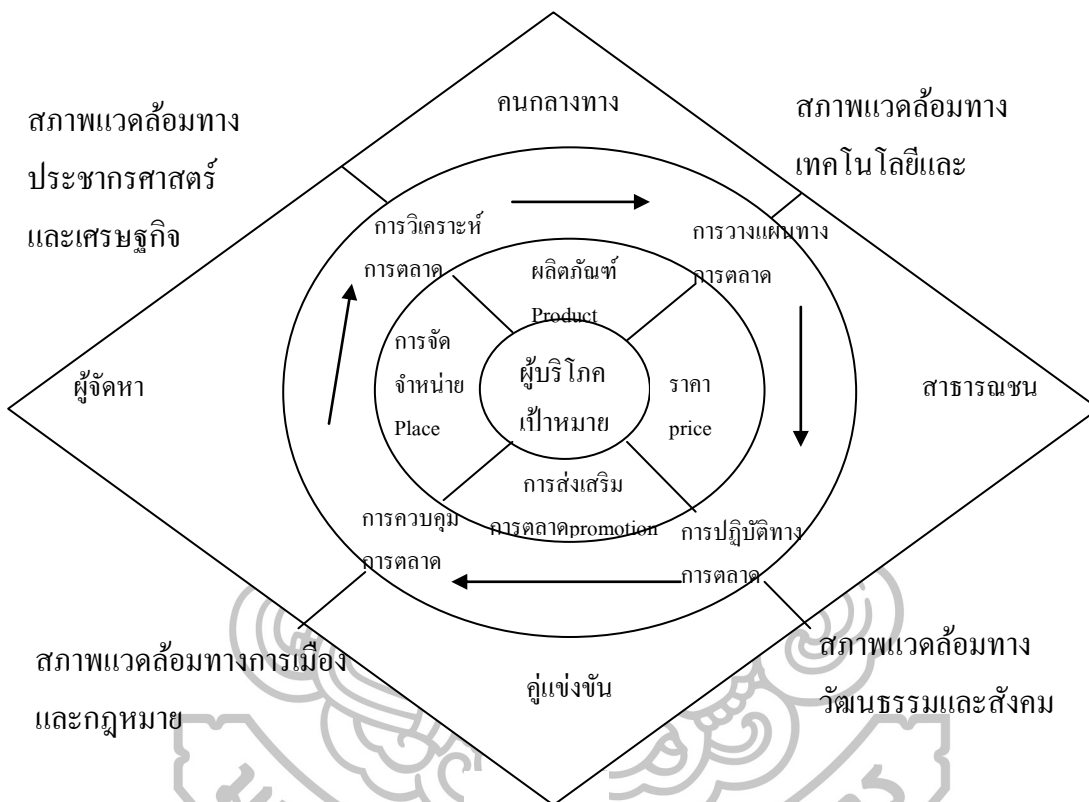 คนกลางทาง
สภาพแวดล้อมทาง
ประชากรศาสตร์
และเศรษฐกิจ
สภาพแวดล้อมทาง
เทคโนโลยีและ
การวิเคราะห์
การตลาด
การวางแผนทาง
การตลาด
ผลิตภัณฑ์
Product
ผู้จัดหา
การจัด
จำหน่าย
Place
ผู้บริโภค
เป้าหมาย
ราคา
price
สาธารณชน
การส่งเสริม
การตลาดpromotion
การควบคุม
การตลาด
การปฏิบัติทาง
การตลาด
สภาพแวดล้อมทางการเมือง
และกฎหมาย
คู่แข่งขัน
สภาพแวดล้อมทาง
วัฒนธรรมและสังคม